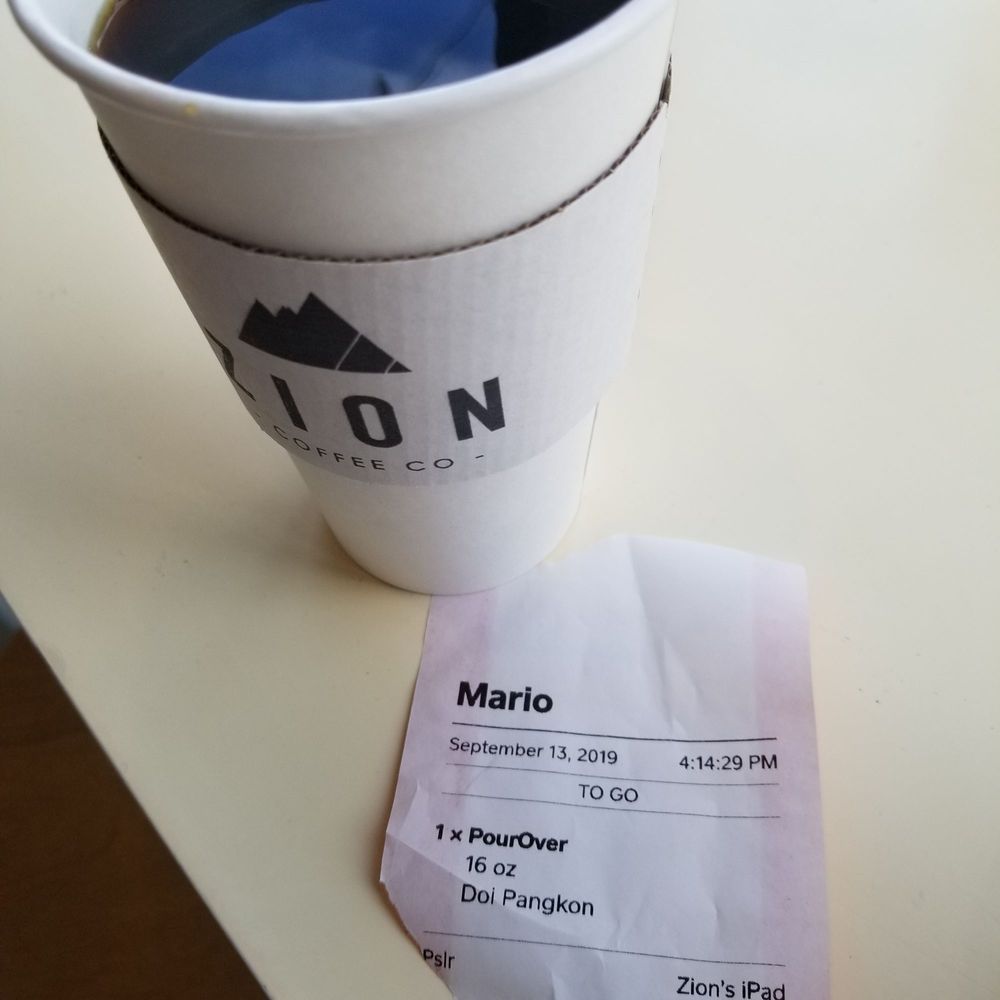 ZION
- COFFEE CO -
Mario
September 13, 2019 4:14:29 PM
TO GO
1 x PourOver
16 oz
Doi Pangkon
Pslr Zion's iPad